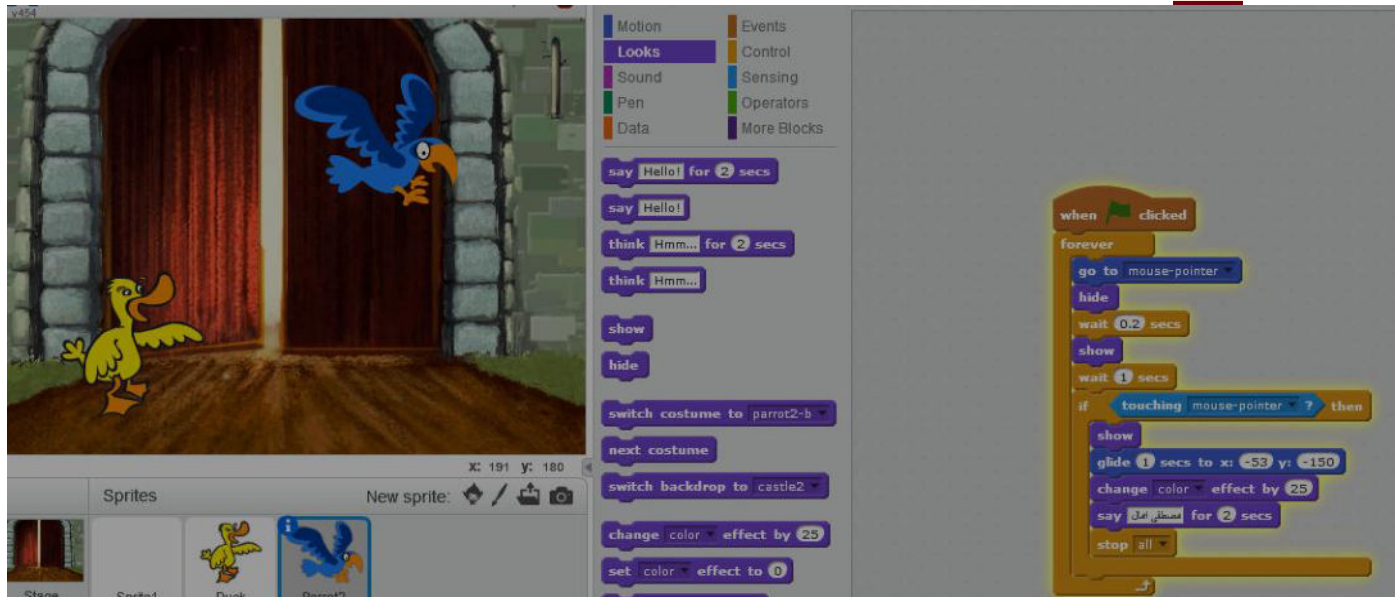 v454
Motion Events
Looks Control
Sound Sensing
Pen Operators
Data More Blocks
say Hello! for 2 secs
say Hello!
think Hmm... for 2 secs
think Hmm...
show
hide
switch costume to parrot2-b
next costume
switch backdrop to castle2
change color effect by 25
set color effect to 0
x: 191 y: 180
Sprites New sprite:
Stage Sprite1 Duck Parrot2
when clicked
forever
go to mouse-pointer
hide
wait 0.2 secs
show
wait 1 secs
if touching mouse-pointer ? then
show
glide 1 secs to x: -53 y: -150
change color effect by 25
say for 2 secs
stop all